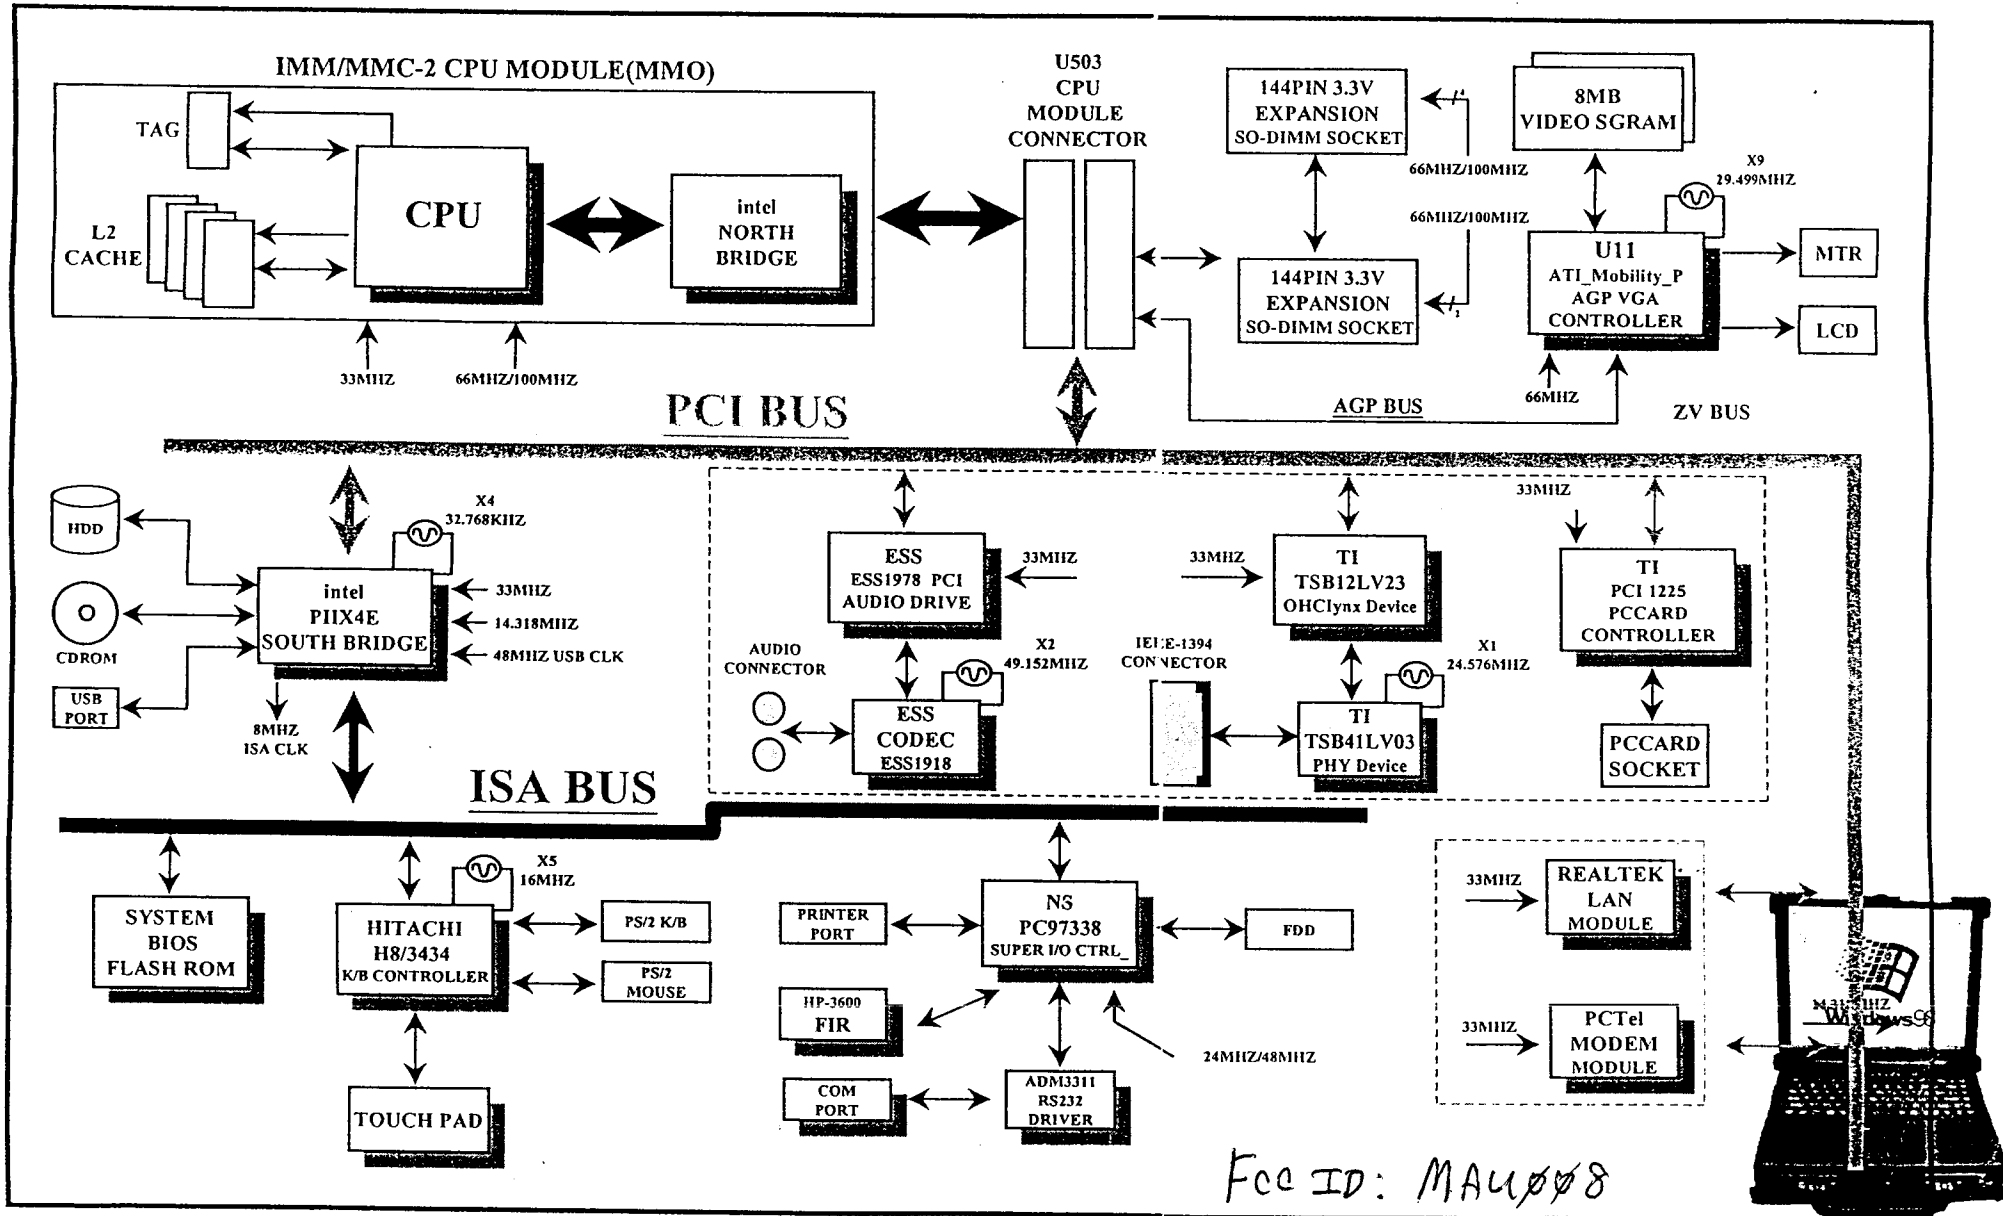 IMM/MMC-2 CPU MODULE(MMO)
TAG
L2
CACHE
CPU
intel
NORTH
BRIDGE
33MHZ
66MHZ/100MHZ
U503
CPU
MODULE
CONNECTOR
144PIN 3.3V
EXPANSION
SO-DIMM SOCKET
66MHZ/100MHZ
66MHZ/100MHZ
144PIN 3.3V
EXPANSION
SO-DIMM SOCKET
8MB
VIDEO SGRAM
X9
29.499MHZ
U11
ATI_Mobility_P
AGP VGA
CONTROLLER
MTR
LCD
66MHZ
AGP BUS
ZV BUS
PCI BUS
HDD
CDROM
USB
PORT
X4
32.768KHZ
intel
PIIX4E
SOUTH BRIDGE
33MHZ
14.318MHZ
48MHZ USB CLK
8MHZ
ISA CLK
ESS
ESS1978 PCI
AUDIO DRIVE
33MHZ
AUDIO
CONNECTOR
X2
49.152MHZ
ESS
CODEC
ESS1918
33MHZ
TI
TSB12LV23
OHCIynx Device
IEEE-1394
CONNECTOR
X1
24.576MHZ
TI
TSB41LV03
PHY Device
33MHZ
TI
PCI 1225
PCCARD
CONTROLLER
PCCARD
SOCKET
ISA BUS
SYSTEM
BIOS
FLASH ROM
X5
16MHZ
HITACHI
H8/3434
K/B CONTROLLER
PS/2 K/B
PS/2
MOUSE
TOUCH PAD
PRINTER
PORT
NS
PC97338
SUPER I/O CTRL_
FDD
HP-3600
FIR
24MHZ/48MHZ
COM
PORT
ADM3311
RS232
DRIVER
33MHZ
REALTEK
LAN
MODULE
33MHZ
PCTel
MODEM
MODULE
Windows98
FCC ID: MAU008